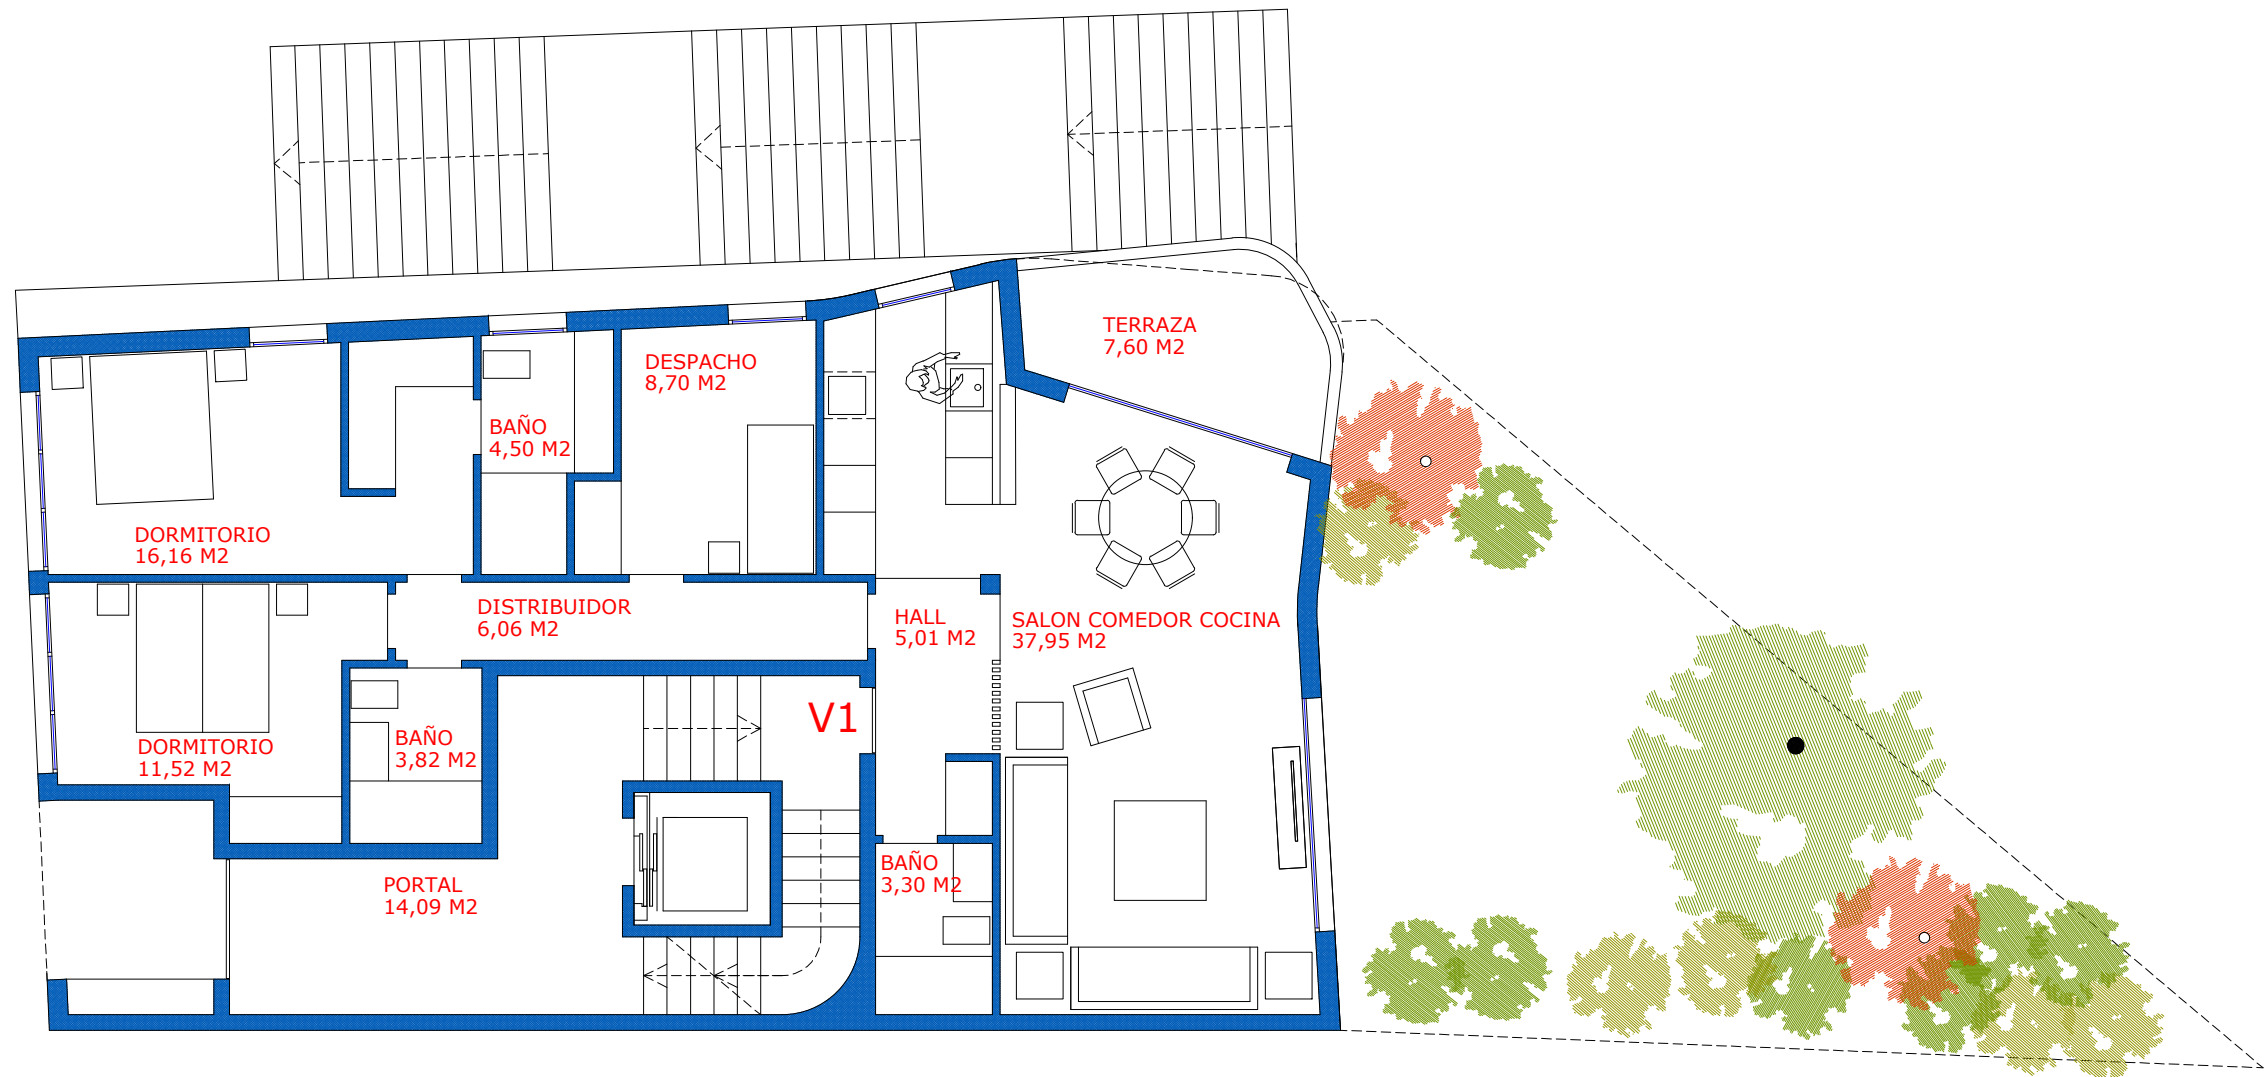 TERRAZA
7,60 M2
DESPACHO
8,70 M2
BAÑO
4,50 M2
DORMITORIO
16,16 M2
DISTRIBUIDOR
6,06 M2
HALL
5,01 M2
SALON COMEDOR COCINA
37,95 M2
V1
DORMITORIO
11,52 M2
BAÑO
3,82 M2
BAÑO
3,30 M2
PORTAL
14,09 M2